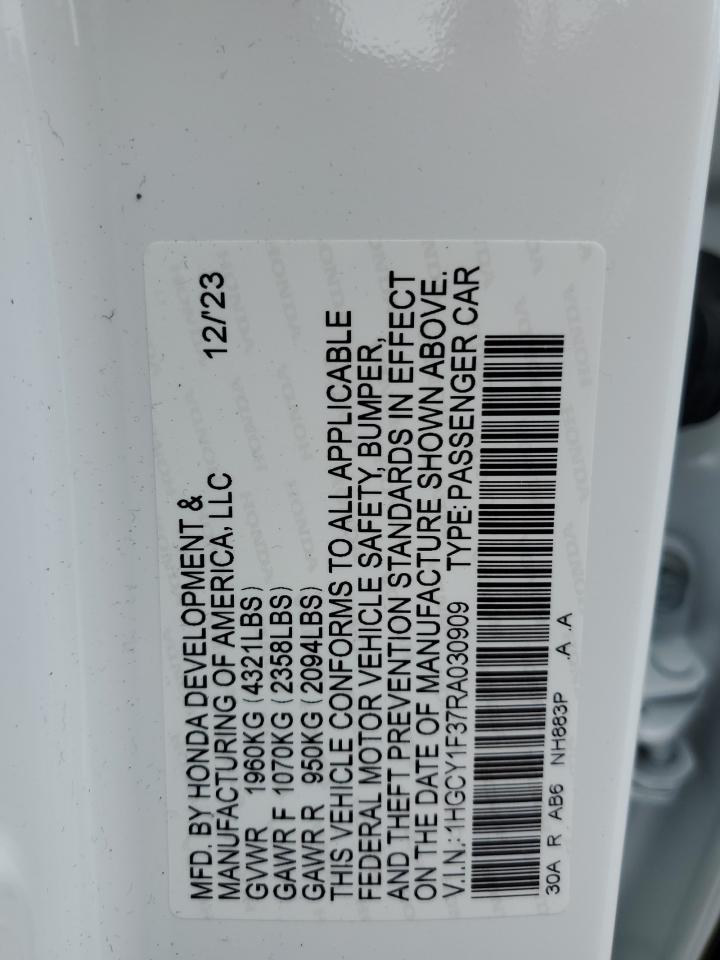 MFD. BY HONDA DEVELOPMENT &
MANUFACTURING OF AMERICA, LLC 12/'23
GVWR 1960KG (4321LBS)
GAWR F 1070KG (2358LBS)
GAWR R 950KG (2094LBS)
THIS VEHICLE CONFORMS TO ALL APPLICABLE
FEDERAL MOTOR VEHICLE SAFETY, BUMPER,
AND THEFT PREVENTION STANDARDS IN EFFECT
ON THE DATE OF MANUFACTURE SHOWN ABOVE.
V.I.N.: 1HGCY1F37RA030909 TYPE: PASSENGER CAR
30A R AB6 NH883P .A .A